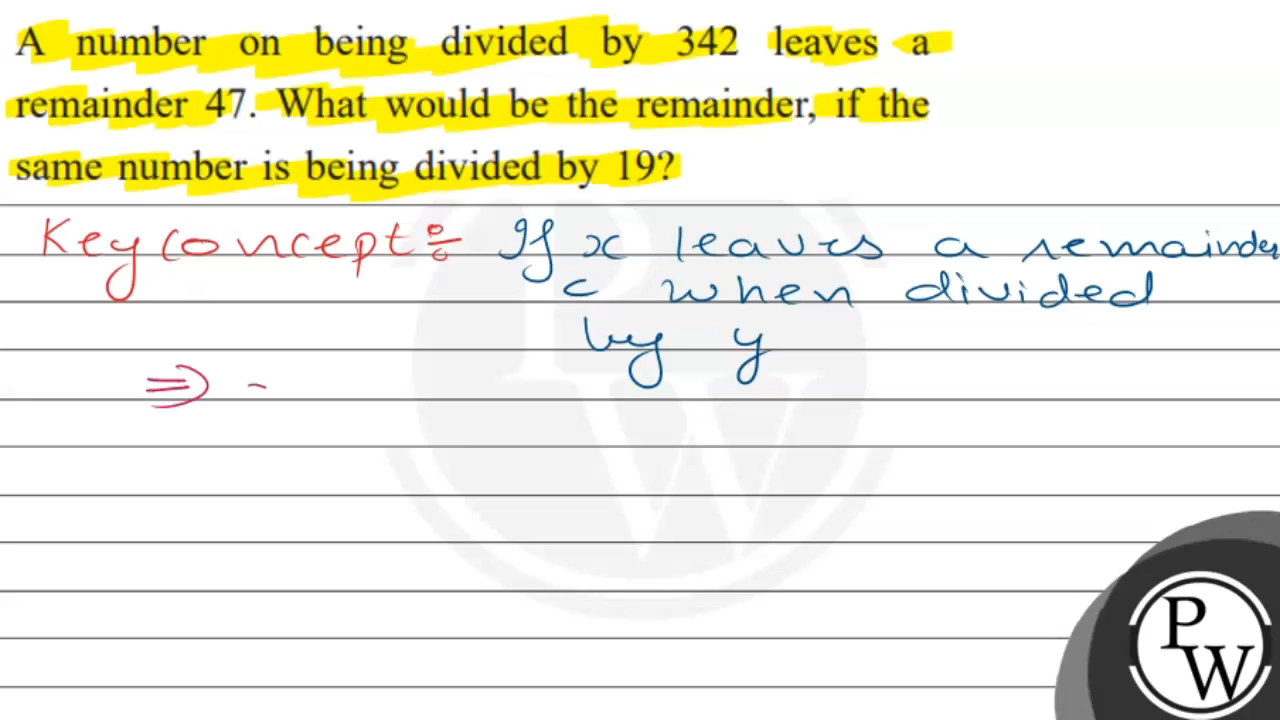 A number on being divided by 342 leaves a
remainder 47. What would be the remainder, if the
same number is being divided by 19?
Key concept ÷ If x leaves a remainder
c when divided
by y
⇒ -
PW
PW